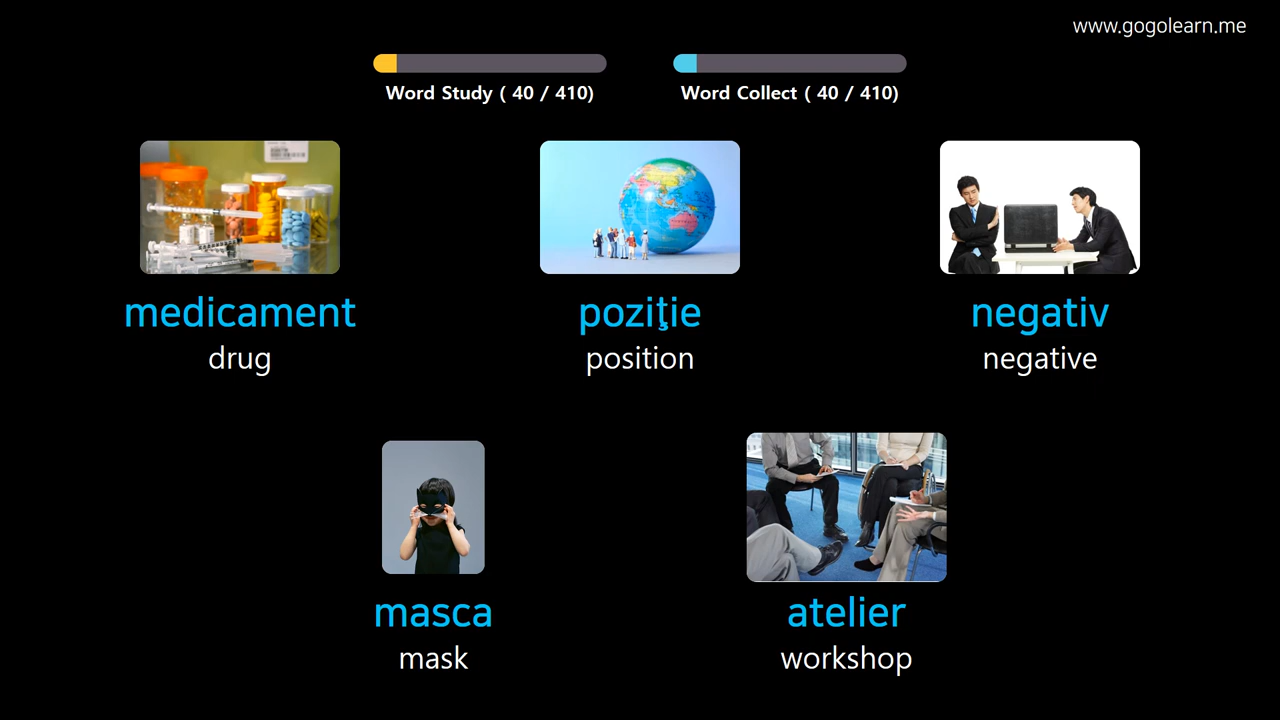 www.gogolearn.me
Word Study ( 40 / 410)
Word Collect ( 40 / 410)
medicament
drug
poziţie
position
negativ
negative
masca
mask
atelier
workshop